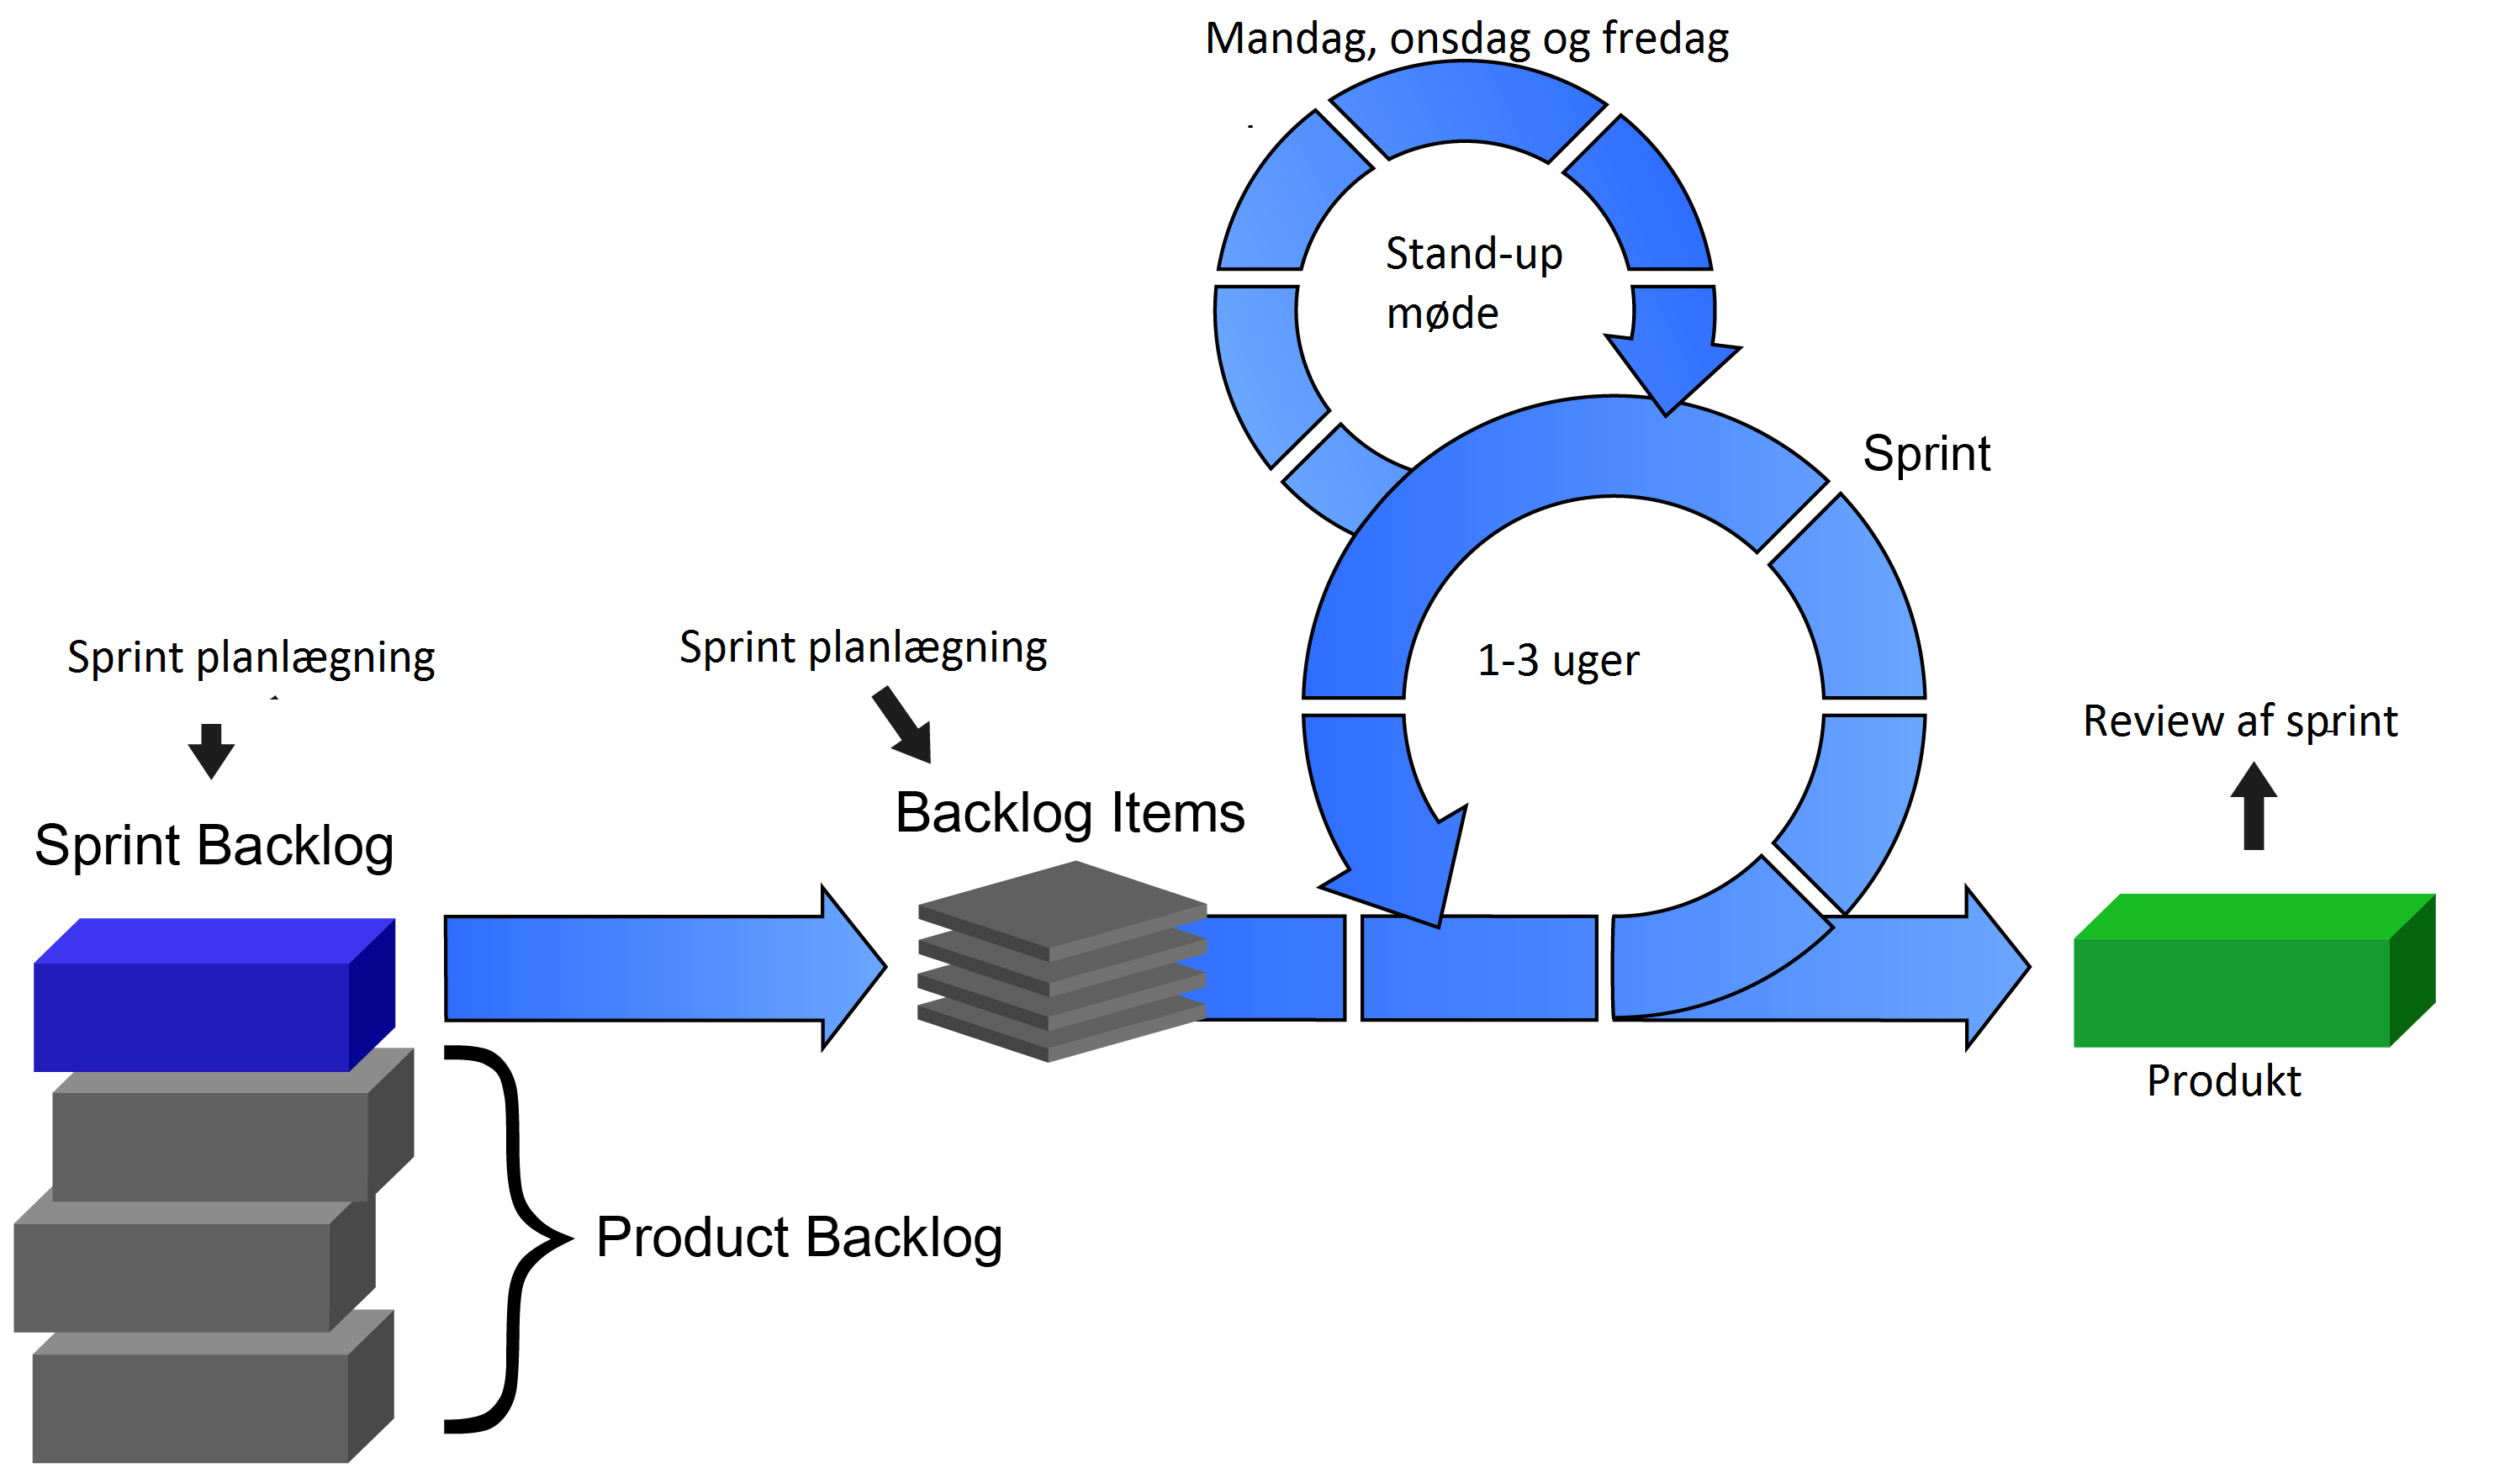 Mandag, onsdag og fredag
Stand-up
møde
Sprint
1-3 uger
Sprint planlægning
Sprint planlægning
Review af sprint
Backlog Items
Sprint Backlog
Produkt
Product Backlog